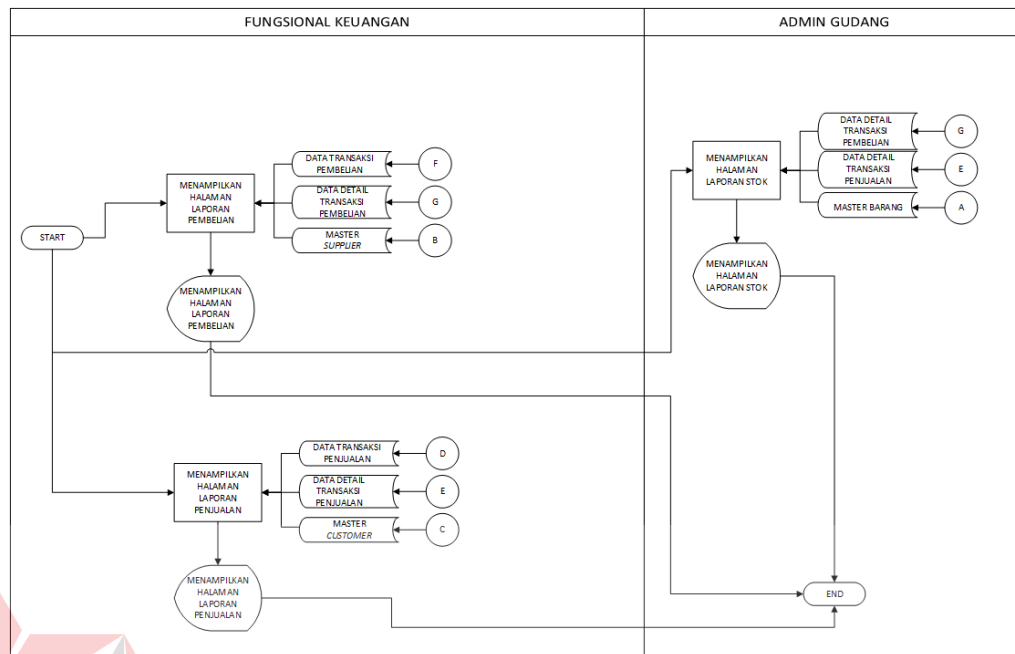 FUNGSIONAL KEUANGAN
ADMIN GUDANG
START
MENAMPILKAN
HALAMAN
LAPORAN
PEMBELIAN
DATA TRANSAKSI
PEMBELIAN
F
DATA DETAIL
TRANSAKSI
PEMBELIAN
G
MASTER
SUPPLIER
B
MENAMPILKAN
HALAMAN
LAPORAN
PEMBELIAN
MENAMPILKAN
HALAMAN
LAPORAN
PENJUALAN
DATA TRANSAKSI
PENJUALAN
D
DATA DETAIL
TRANSAKSI
PENJUALAN
E
MASTER
CUSTOMER
C
MENAMPILKAN
HALAMAN
LAPORAN
PENJUALAN
MENAMPILKAN
HALAMAN
LAPORAN STOK
DATA DETAIL
TRANSAKSI
PEMBELIAN
G
DATA DETAIL
TRANSAKSI
PENJUALAN
E
MASTER BARANG
A
MENAMPILKAN
HALAMAN
LAPORAN STOK
END